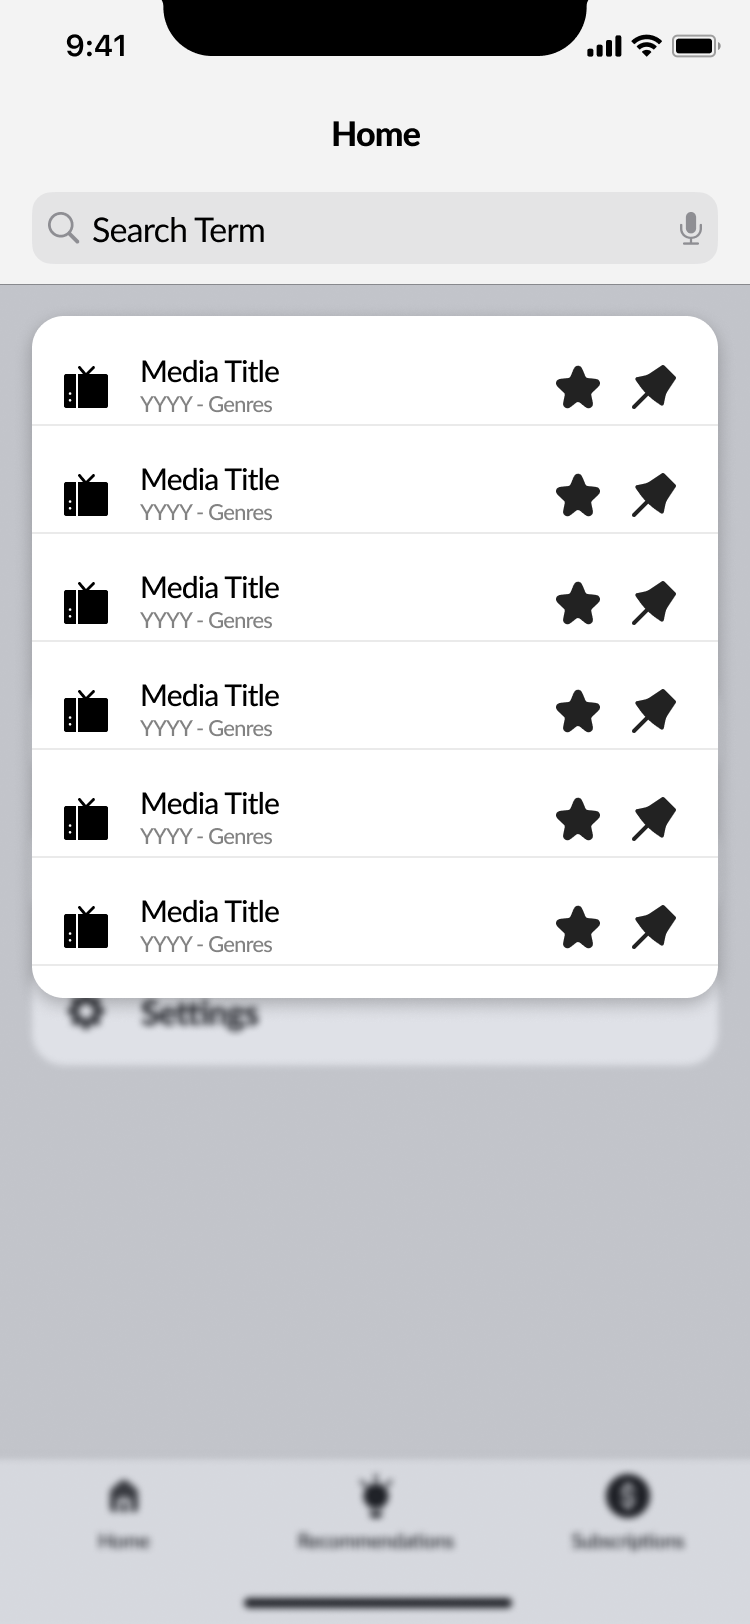 9:41
Home
Search Term
Media Title
YYYY - Genres
Media Title
YYYY - Genres
Media Title
YYYY - Genres
Media Title
YYYY - Genres
Media Title
YYYY - Genres
Media Title
YYYY - Genres
Settings
Home Recommendations Subscriptions